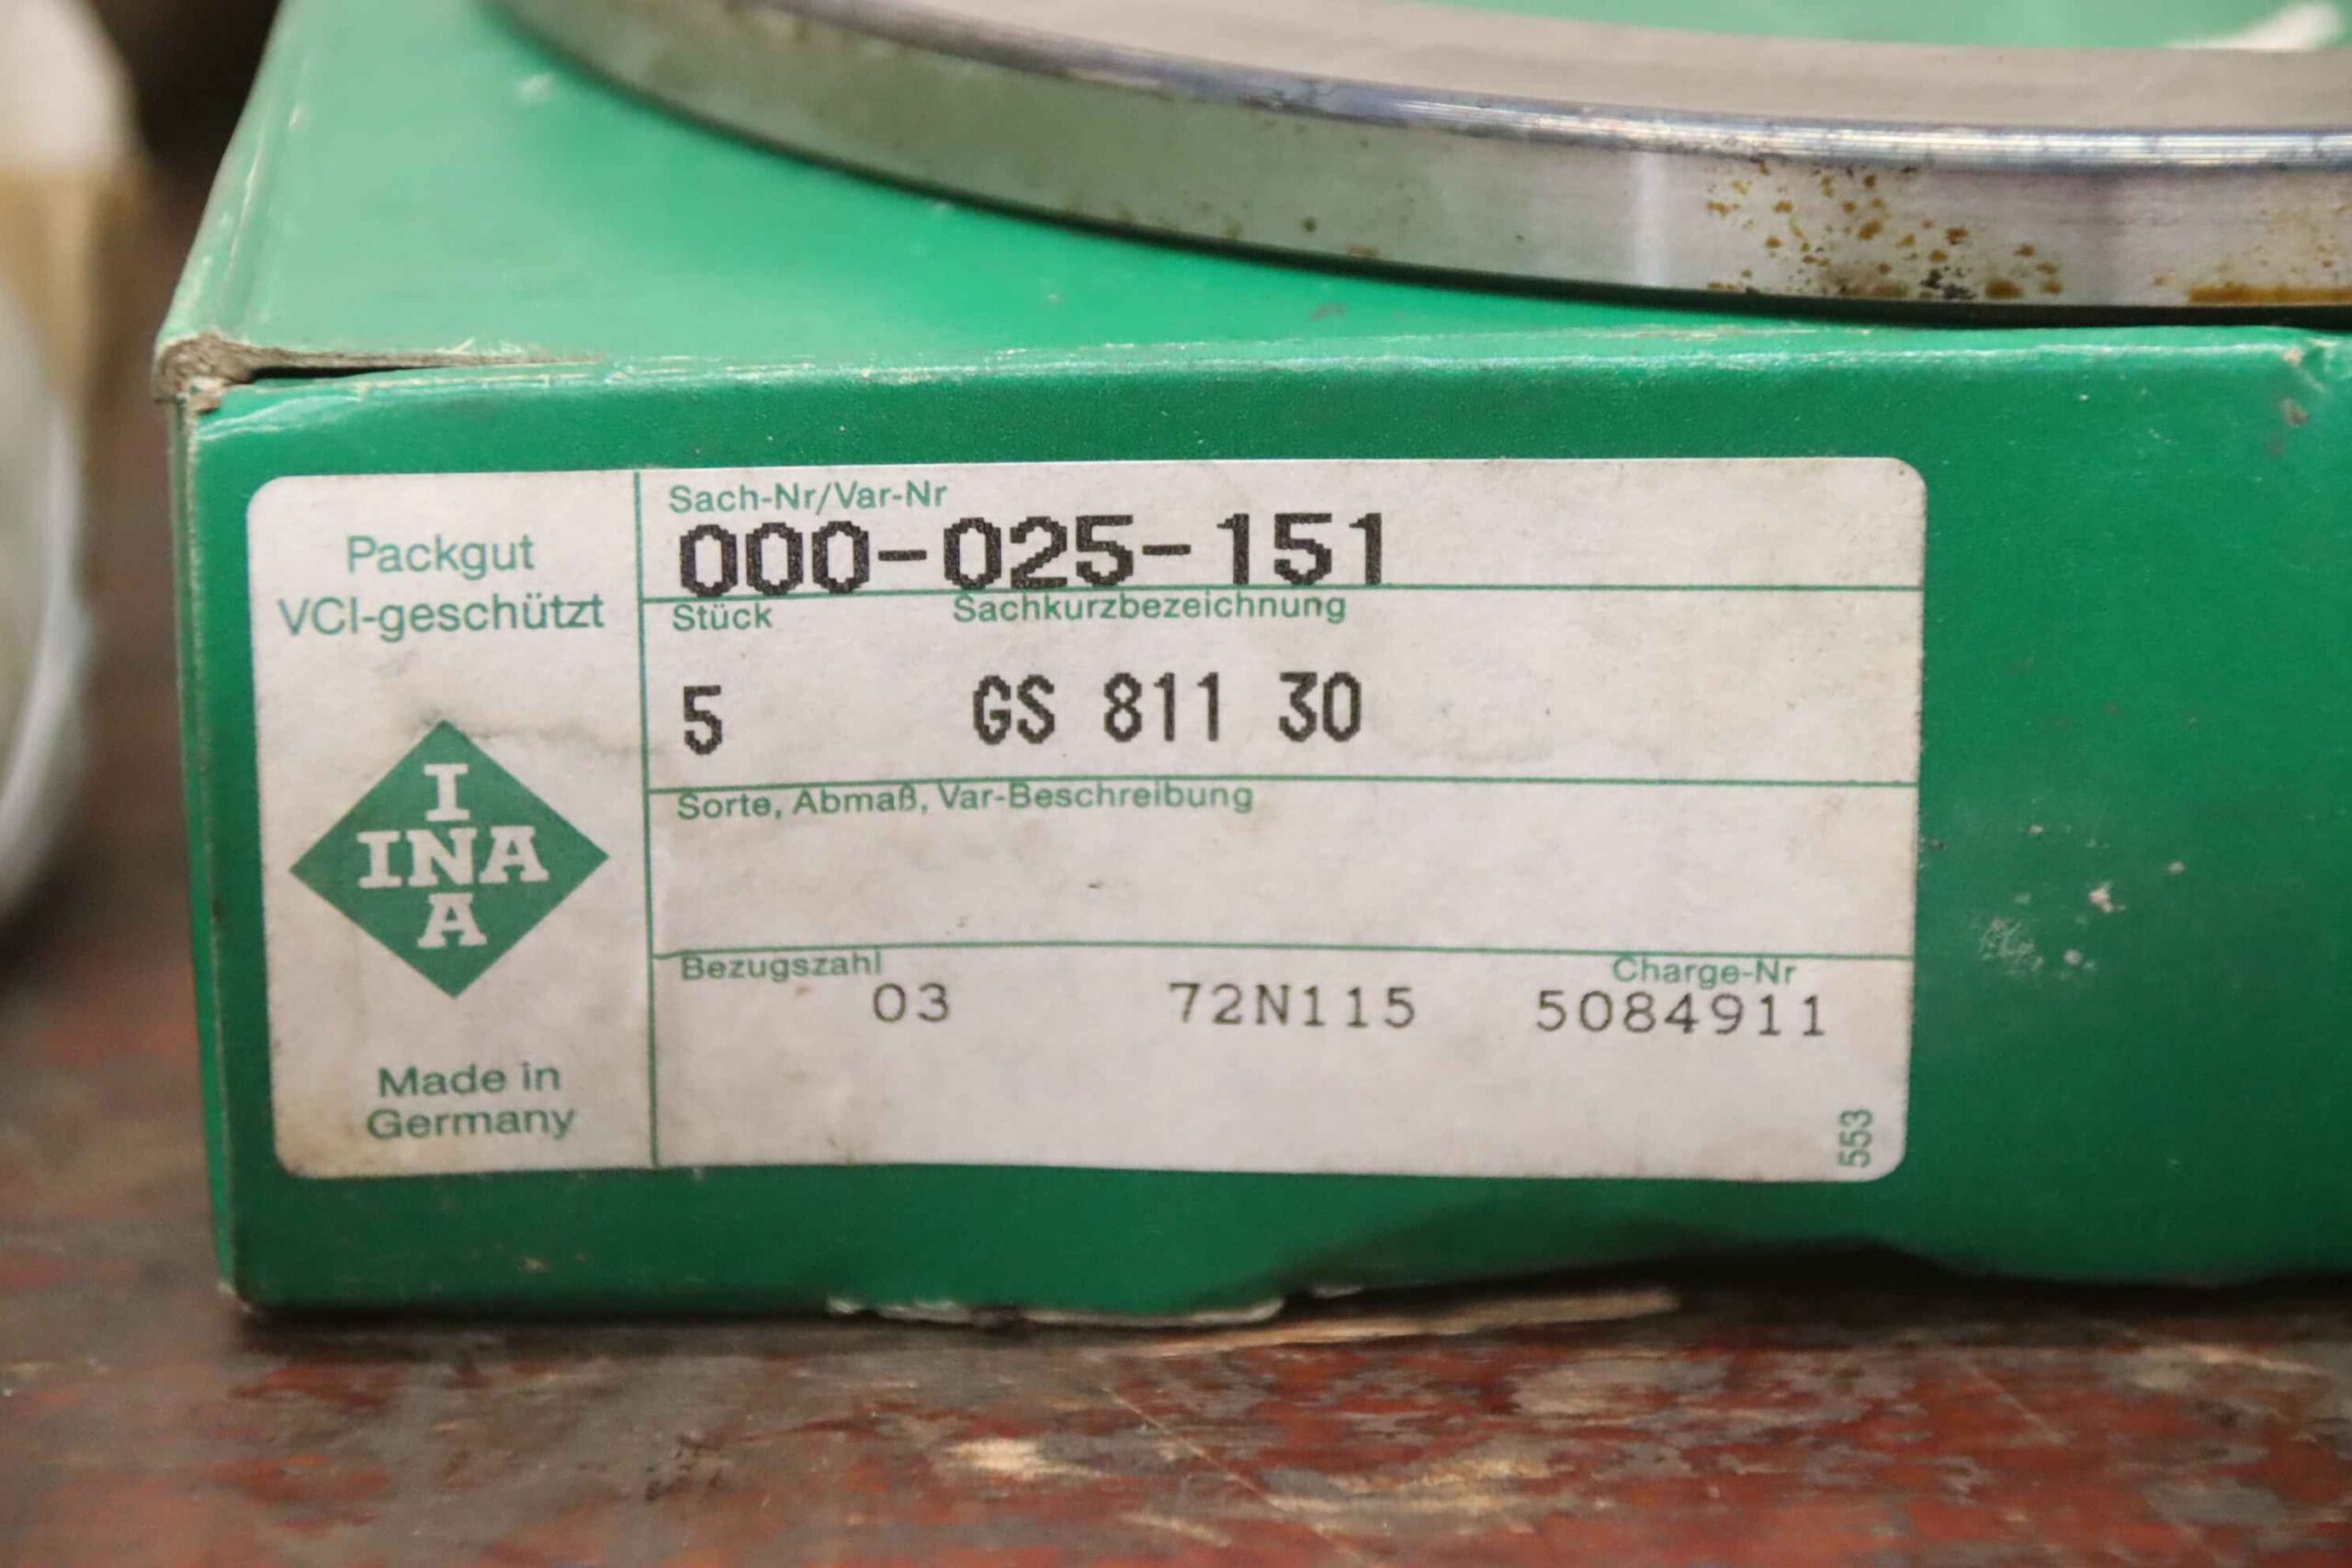 Packgut
VCI-geschützt
I
INA
A
Made in
Germany
Sach-Nr/Var-Nr
000-025-151
Stück Sachkurzbezeichnung
5 GS 811 30
Sorte, Abmaß, Var-Beschreibung
Bezugszahl Charge-Nr
03 72N115 5084911
553